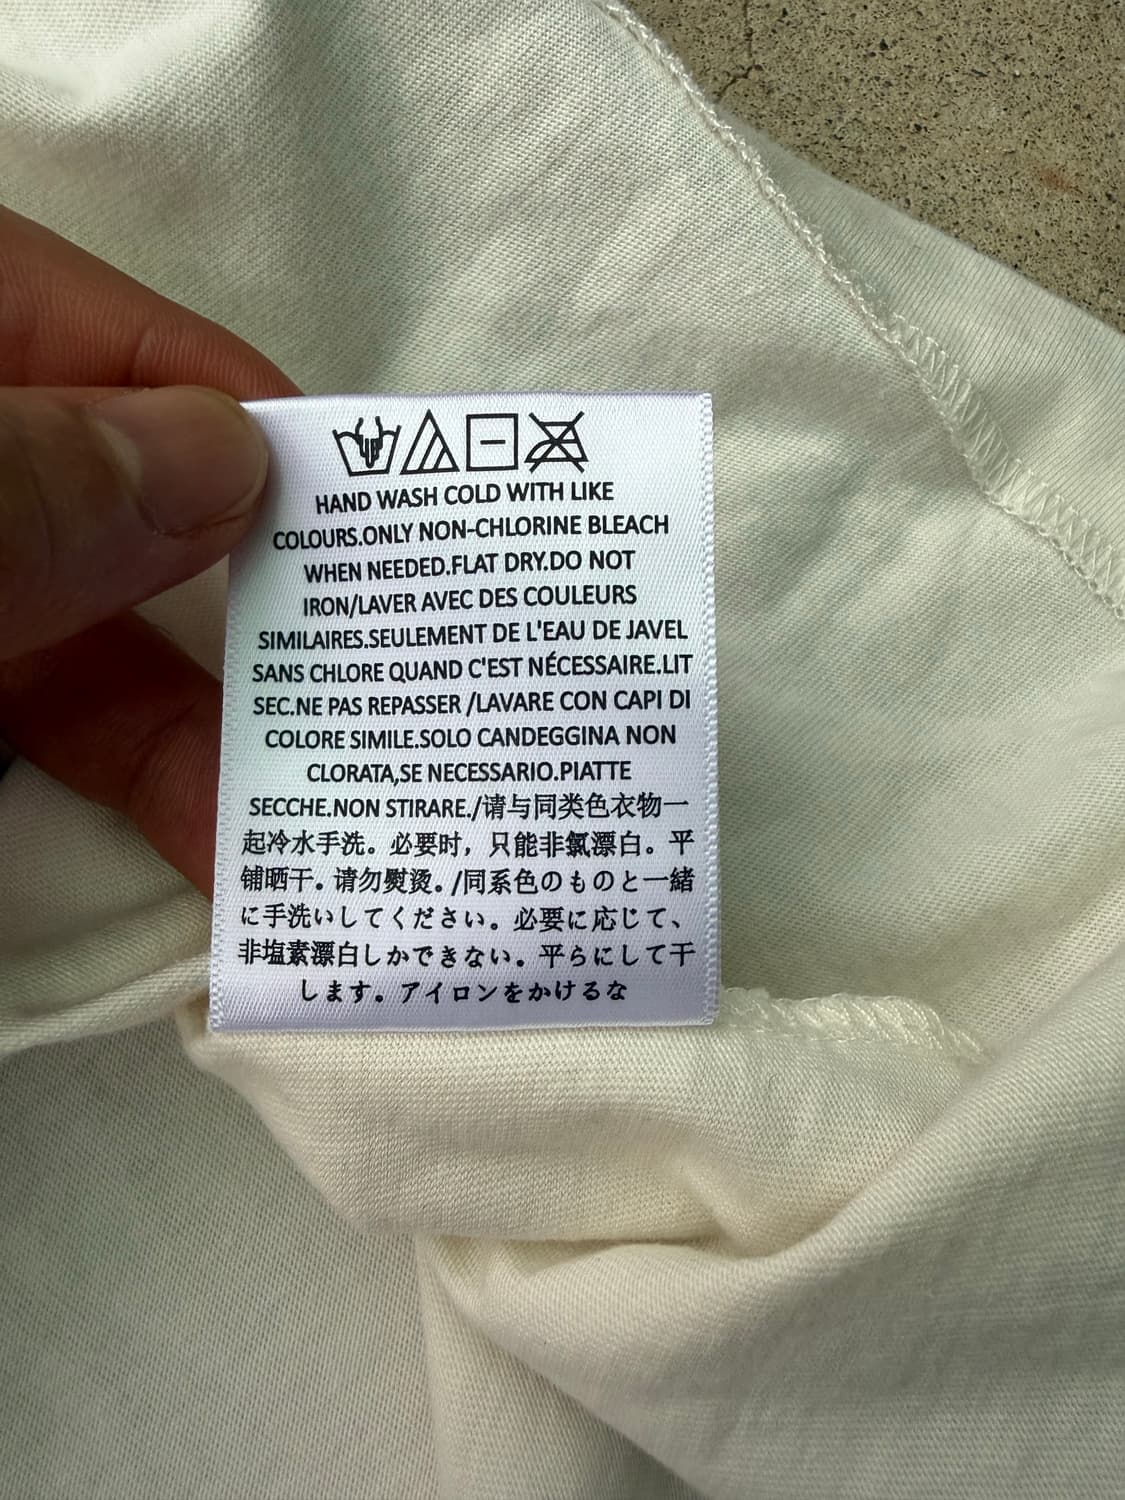 HAND WASH COLD WITH LIKE
COLOURS.ONLY NON-CHLORINE BLEACH
WHEN NEEDED.FLAT DRY.DO NOT
IRON/LAVER AVEC DES COULEURS
SIMILAIRES.SEULEMENT DE L'EAU DE JAVEL
SANS CHLORE QUAND C'EST NÉCESSAIRE.LIT
SEC.NE PAS REPASSER /LAVARE CON CAPI DI
COLORE SIMILE.SOLO CANDEGGINA NON
CLORATA,SE NECESSARIO.PIATTE
SECCHE.NON STIRARE./请与同类色衣物一
起冷水手洗。必要时，只能非氯漂白。平
铺晒干。请勿熨烫。/同系色のものと一緒
に手洗いしてください。必要に応じて、
非塩素漂白しかできない。平らにして干
します。アイロンをかけるな